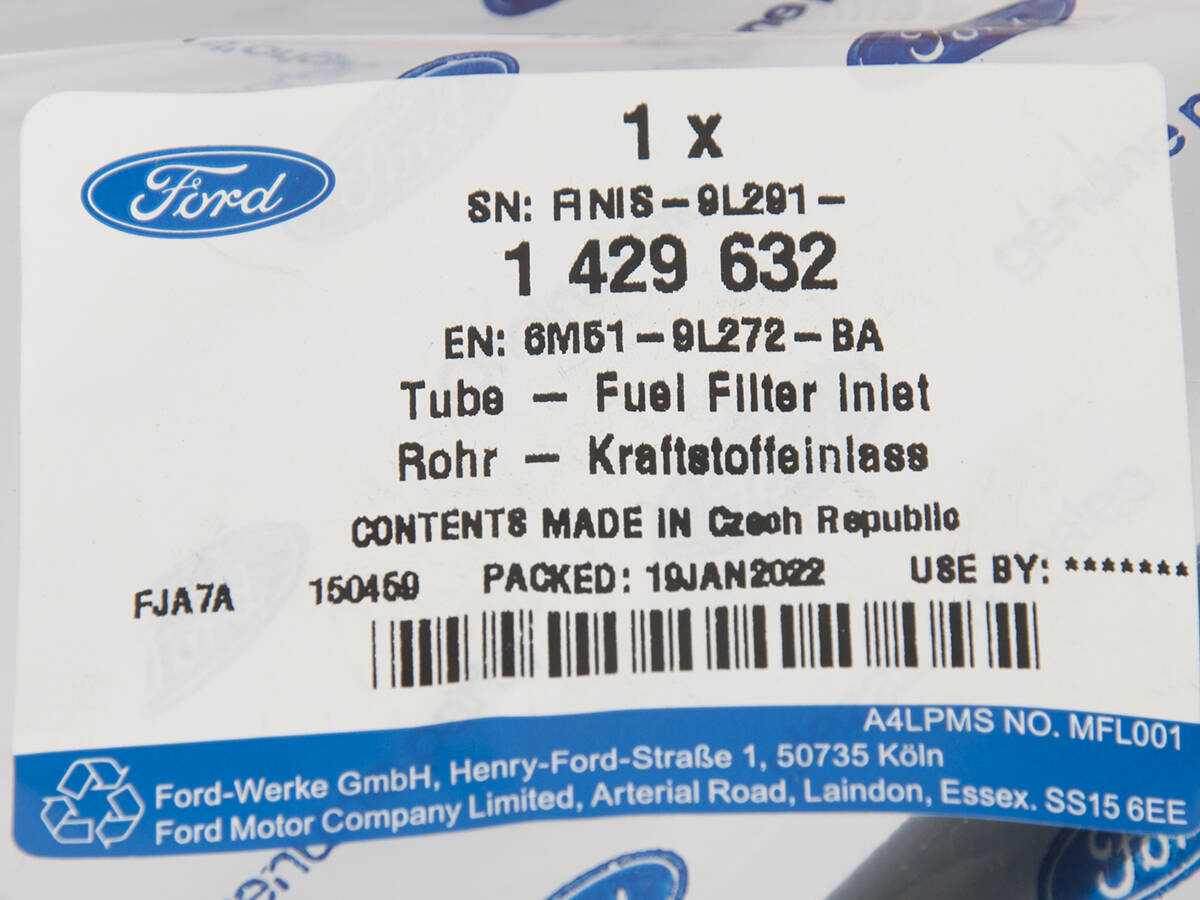 Ford
1 x
SN: FINIS-9L291-
1 429 632
EN: 6M51-9L272-BA
Tube - Fuel Filter Inlet
Rohr - Kraftstoffeinlass
CONTENTS MADE IN Czech Republic
FJA7A 150459 PACKED: 19JAN2022 USE BY: *******
A4LPMS NO. MFL001
Ford-Werke GmbH, Henry-Ford-Straße 1, 50735 Köln
Ford Motor Company Limited, Arterial Road, Laindon, Essex. SS15 6EE